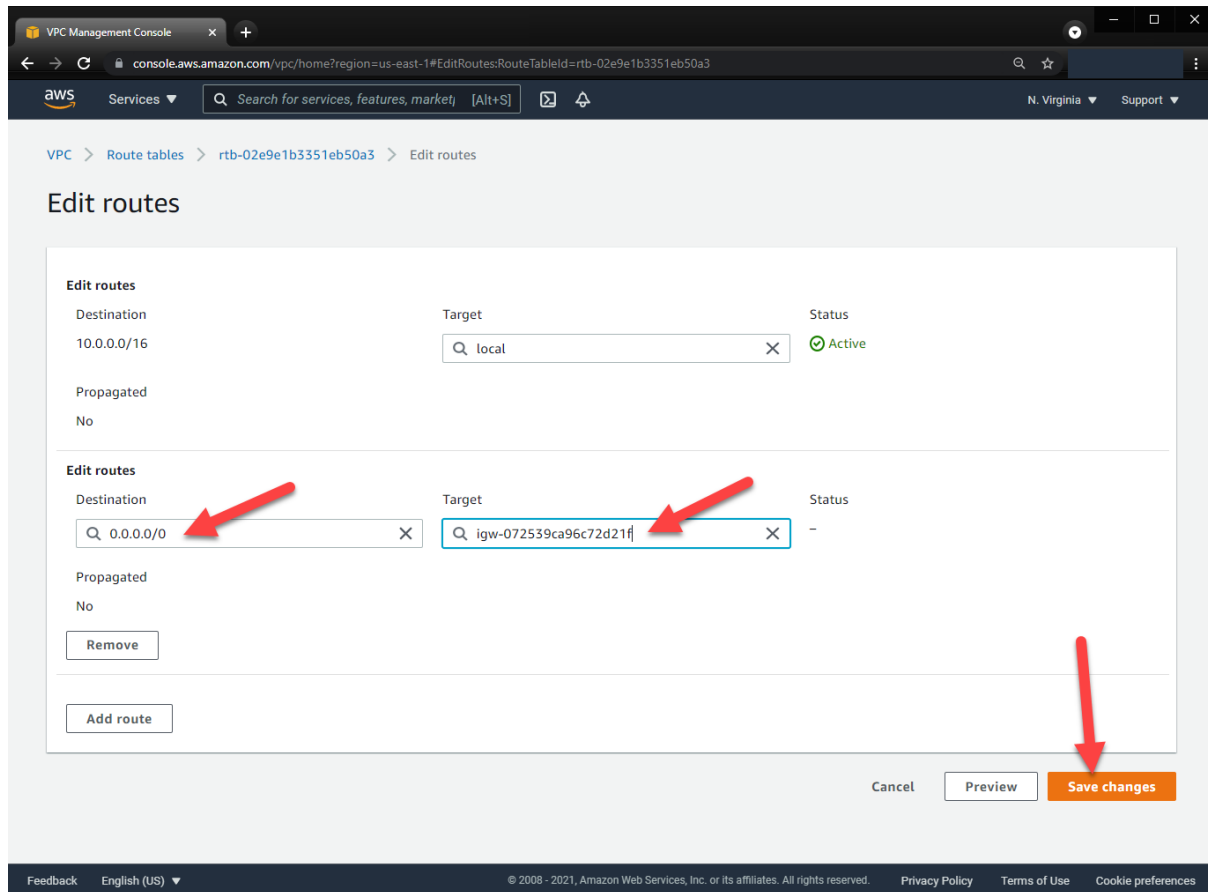 VPC Management Console
console.aws.amazon.com/vpc/home?region=us-east-1#EditRoutes:RouteTableId=rtb-02e9e1b3351eb50a3
aws Services Search for services, features, market [Alt+S] N. Virginia Support
VPC > Route tables > rtb-02e9e1b3351eb50a3 > Edit routes
Edit routes
Edit routes
Destination Target Status
10.0.0.0/16 local Active
Propagated
No
Edit routes
Destination Target Status
0.0.0.0/0 igw-072539ca96c72d21f –
Propagated
No
Remove
Add route
Cancel Preview Save changes
Feedback English (US) © 2008 - 2021, Amazon Web Services, Inc. or its affiliates. All rights reserved. Privacy Policy Terms of Use Cookie preferences